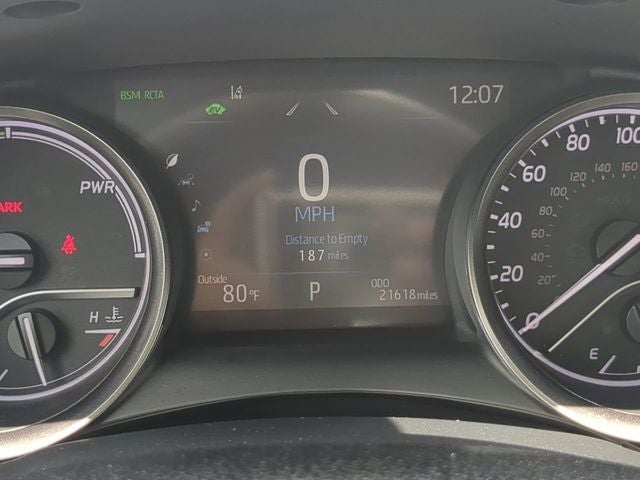 BSM RCTA
EV
12:07
0
MPH
Distance to Empty
187 miles
Outside
80°F
P
ODO
21618 miles
PWR
ARK
H
100
80
60
40
20
0
120
140
160
100
80
60
40
20
E